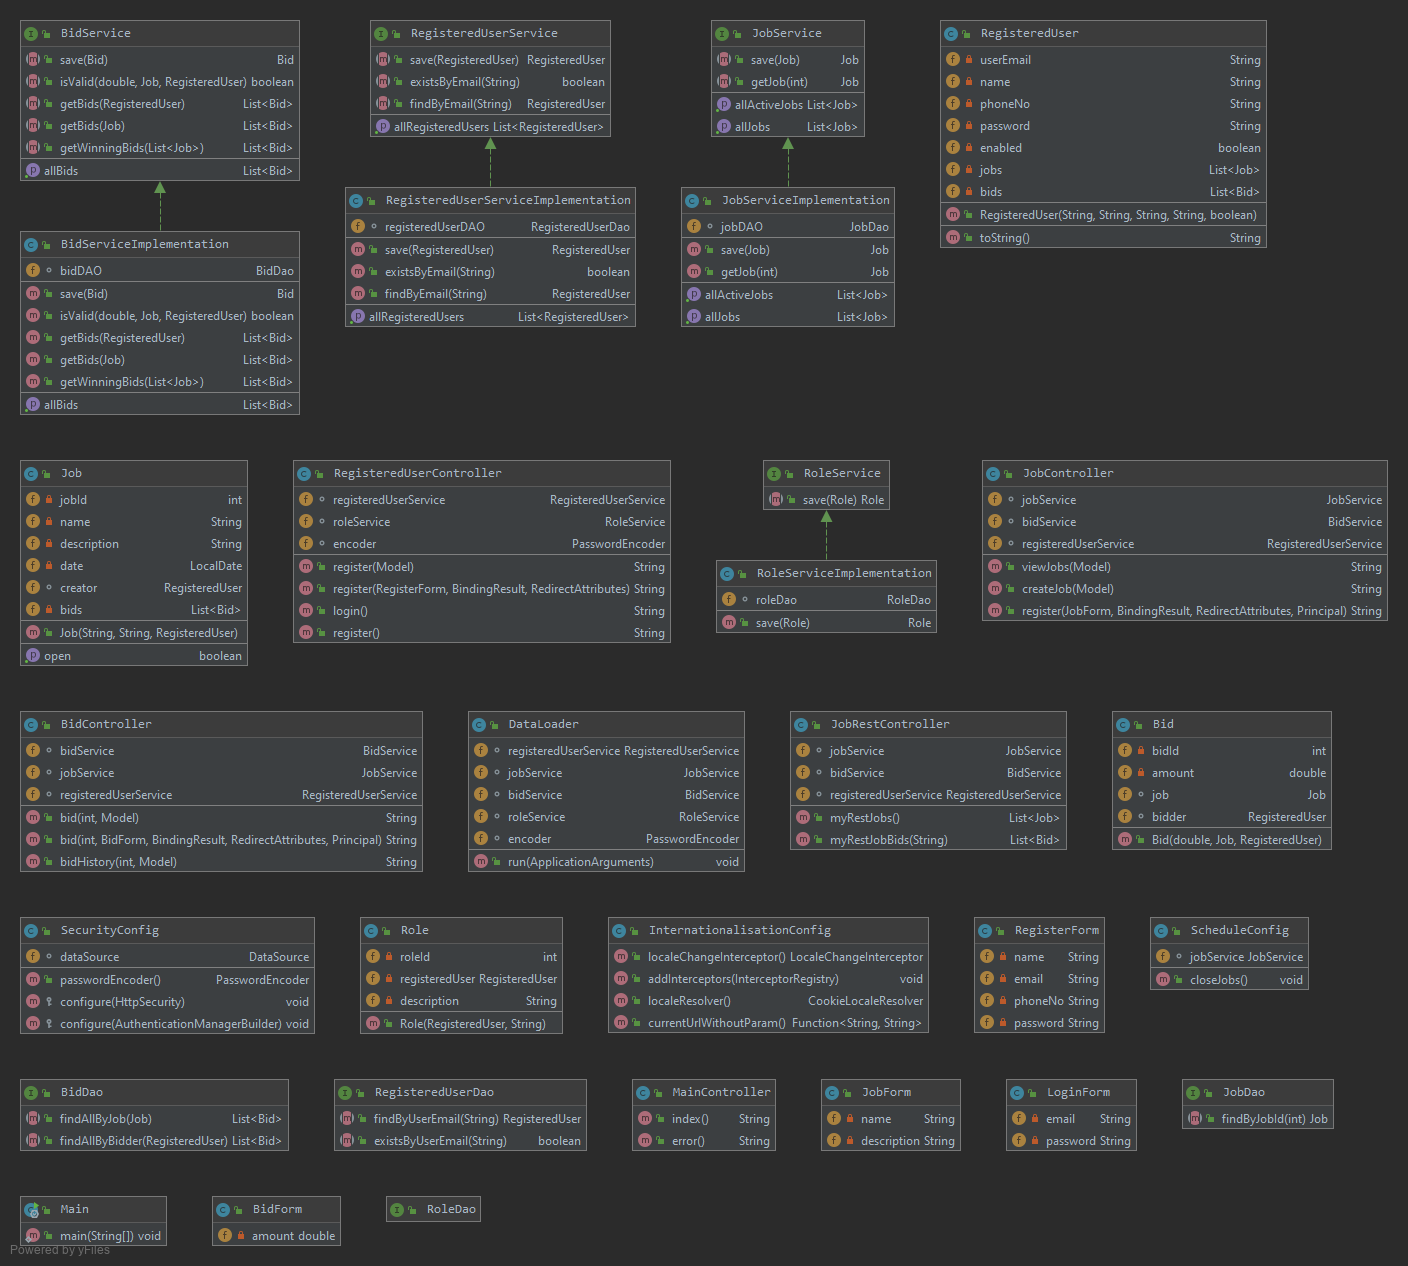 BidService
save(Bid) Bid
isValid(double, Job, RegisteredUser) boolean
getBids(RegisteredUser) List<Bid>
getBids(Job) List<Bid>
getWinningBids(List<Job>) List<Bid>
allBids List<Bid>
RegisteredUserService
save(RegisteredUser) RegisteredUser
existsByEmail(String) boolean
findByEmail(String) RegisteredUser
allRegisteredUsers List<RegisteredUser>
JobService
save(Job) Job
getJob(int) Job
allActiveJobs List<Job>
allJobs List<Job>
RegisteredUser
userEmail String
name String
phoneNo String
password String
enabled boolean
jobs List<Job>
bids List<Bid>
RegisteredUser(String, String, String, String, boolean)
toString() String
BidServiceImplementation
bidDAO BidDao
save(Bid) Bid
isValid(double, Job, RegisteredUser) boolean
getBids(RegisteredUser) List<Bid>
getBids(Job) List<Bid>
getWinningBids(List<Job>) List<Bid>
allBids List<Bid>
RegisteredUserServiceImplementation
registeredUserDAO RegisteredUserDao
save(RegisteredUser) RegisteredUser
existsByEmail(String) boolean
findByEmail(String) RegisteredUser
allRegisteredUsers List<RegisteredUser>
JobServiceImplementation
jobDAO JobDao
save(Job) Job
getJob(int) Job
allActiveJobs List<Job>
allJobs List<Job>
Job
jobId int
name String
description String
date LocalDate
creator RegisteredUser
bids List<Bid>
Job(String, String, RegisteredUser)
open boolean
RegisteredUserController
registeredUserService RegisteredUserService
roleService RoleService
encoder PasswordEncoder
register(Model) String
register(RegisterForm, BindingResult, RedirectAttributes) String
login() String
register() String
RoleService
save(Role) Role
RoleServiceImplementation
roleDao RoleDao
save(Role) Role
JobController
jobService JobService
bidService BidService
registeredUserService RegisteredUserService
viewJobs(Model) String
createJob(Model) String
register(JobForm, BindingResult, RedirectAttributes, Principal) String
BidController
bidService BidService
jobService JobService
registeredUserService RegisteredUserService
bid(int, Model) String
bid(int, BidForm, BindingResult, RedirectAttributes, Principal) String
bidHistory(int, Model) String
DataLoader
registeredUserService RegisteredUserService
jobService JobService
bidService BidService
roleService RoleService
encoder PasswordEncoder
run(ApplicationArguments) void
JobRestController
jobService JobService
bidService BidService
registeredUserService RegisteredUserService
myRestJobs() List<Job>
myRestJobBids(String) List<Bid>
Bid
bidId int
amount double
job Job
bidder RegisteredUser
Bid(double, Job, RegisteredUser)
SecurityConfig
dataSource DataSource
passwordEncoder() PasswordEncoder
configure(HttpSecurity) void
configure(AuthenticationManagerBuilder) void
Role
roleId int
registeredUser RegisteredUser
description String
Role(RegisteredUser, String)
InternationalisationConfig
localeChangeInterceptor() LocaleChangeInterceptor
addInterceptors(InterceptorRegistry) void
localeResolver() CookieLocaleResolver
currentUrlWithoutParam() Function<String, String>
RegisterForm
name String
email String
phoneNo String
password String
ScheduleConfig
jobService JobService
closeJobs() void
BidDao
findAllByJob(Job) List<Bid>
findAllByBidder(RegisteredUser) List<Bid>
RegisteredUserDao
findByUserEmail(String) RegisteredUser
existsByUserEmail(String) boolean
MainController
index() String
error() String
JobForm
name String
description String
LoginForm
email String
password String
JobDao
findByJobId(int) Job
Main
main(String[]) void
BidForm
amount double
RoleDao
Powered by yFiles